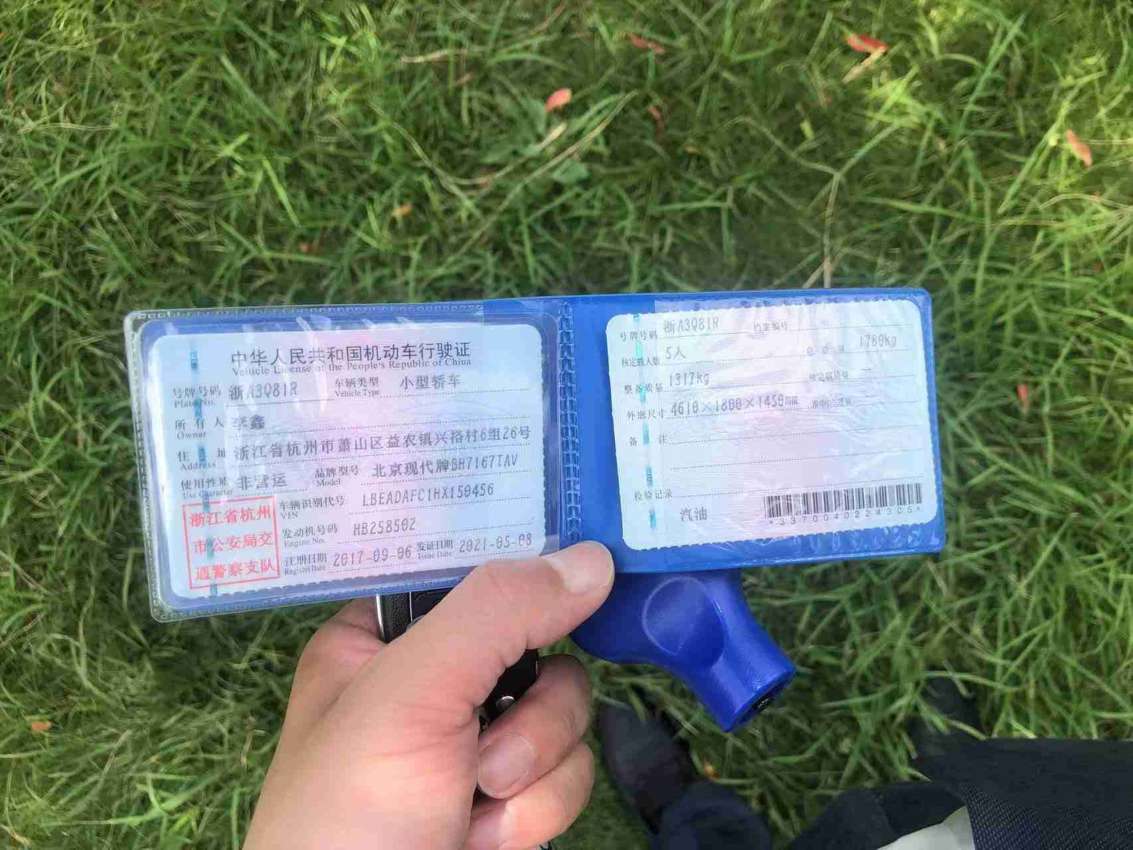 中华人民共和国机动车行驶证
Vehicle License of the People's Republic of China
号牌号码 浙A3Q81R 车辆类型 小型轿车
Plate No. Vehicle Type
所有人 李鑫
Owner
住址 浙江省杭州市萧山区益农镇兴裕村6组26号
Address
使用性质 非营运 品牌型号 北京现代牌BH7167TAV
Use Character Model
浙江省杭州
市公安局交
通警察支队
车辆识别代号 LBEADAFC1HX159456
VIN
发动机号码 HB258502
Engine No.
注册日期 2017-09-06 发证日期 2021-05-08
Register Date Issue Date
号牌号码 浙A3Q81R 档案编号
核定载人数 5人 1780kg
整备质量 1317kg
外廓尺寸 4610×1800×1450mm
备注
检验记录
汽油
*3370040228305*